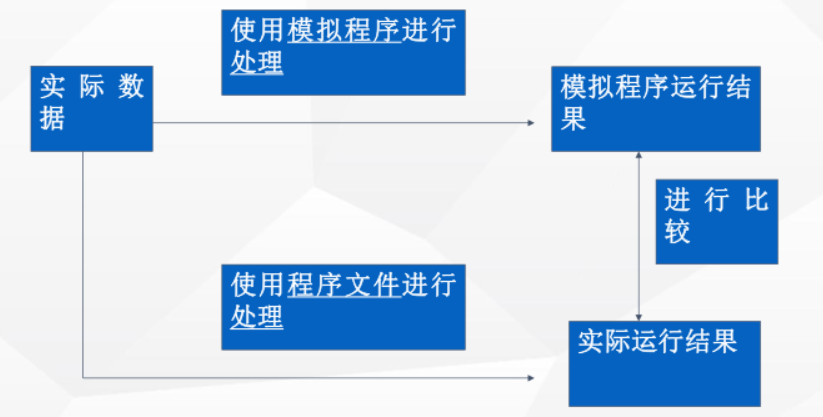 使用模拟程序进行
处理
实际数
据
模拟程序运行结
果
进行比
较
使用程序文件进行
处理
实际运行结果